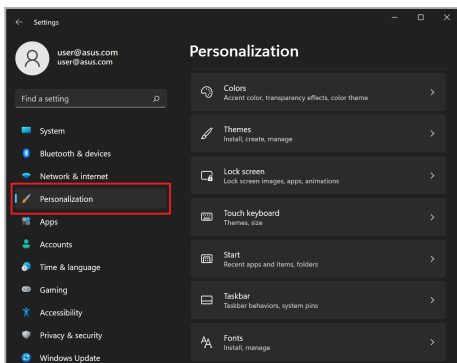 Settings
user@asus.com
user@asus.com
Find a setting
System
Bluetooth & devices
Network & internet
Personalization
Apps
Accounts
Time & language
Gaming
Accessibility
Privacy & security
Windows Update
Personalization
Colors
Accent color, transparency effects, color theme
Themes
Install, create, manage
Lock screen
Lock screen images, apps, animations
Touch keyboard
Themes, size
Start
Recent apps and items, folders
Taskbar
Taskbar behaviors, system pins
Fonts
Install, manage